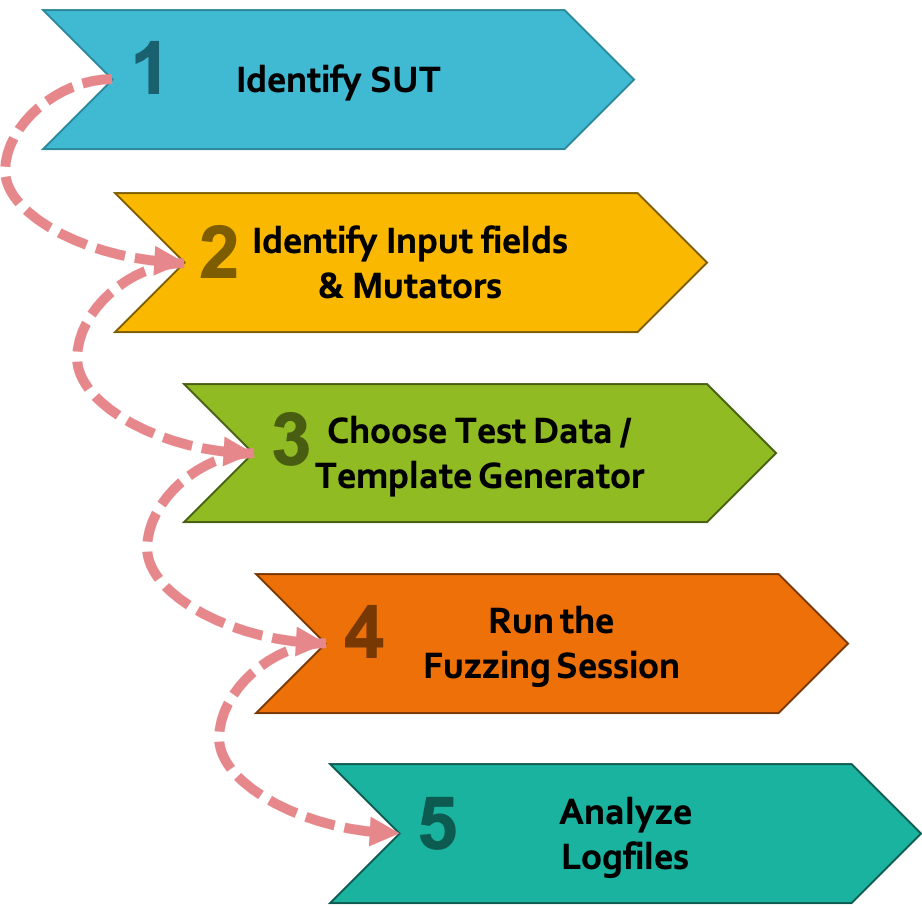 1 Identify SUT
2 Identify Input fields
& Mutators
3 Choose Test Data /
Template Generator
4 Run the
Fuzzing Session
5 Analyze
Logfiles